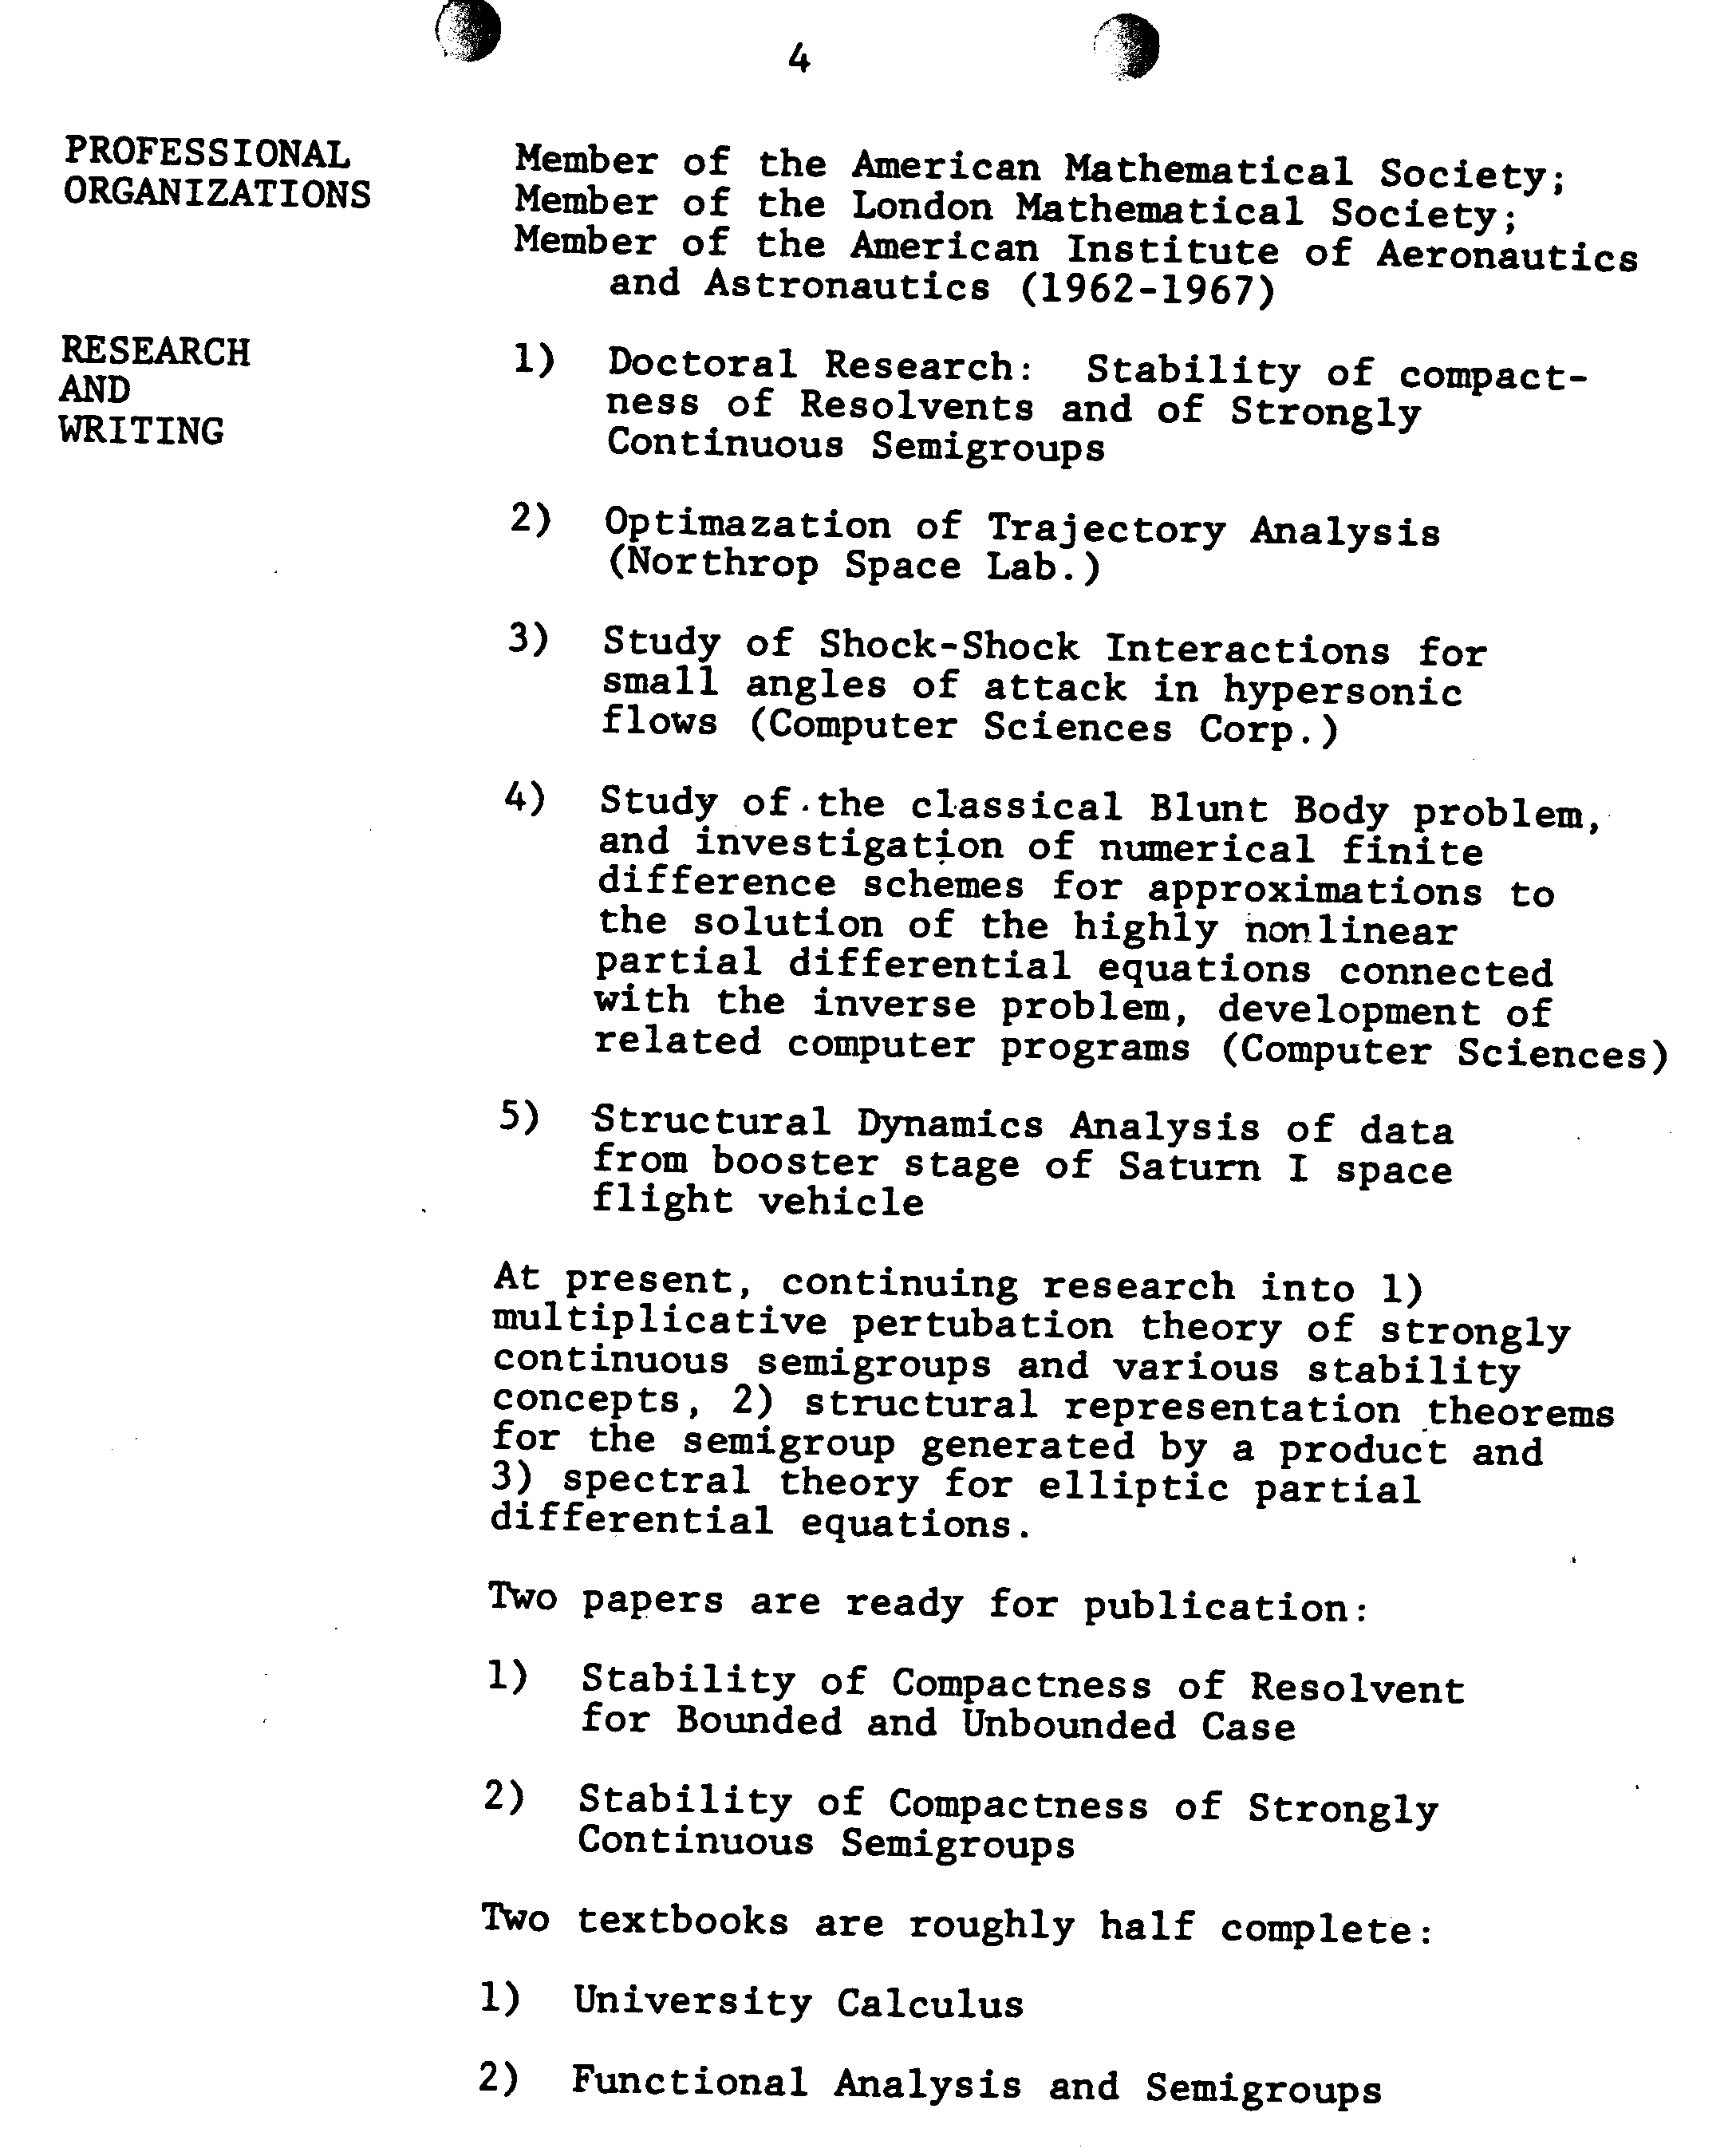 4
PROFESSIONAL
ORGANIZATIONS
Member of the American Mathematical Society;
Member of the London Mathematical Society;
Member of the American Institute of Aeronautics
and Astronautics (1962-1967)
RESEARCH
AND
WRITING
1) Doctoral Research: Stability of compact-
ness of Resolvents and of Strongly
Continuous Semigroups
2) Optimazation of Trajectory Analysis
(Northrop Space Lab.)
3) Study of Shock-Shock Interactions for
small angles of attack in hypersonic
flows (Computer Sciences Corp.)
4) Study of the classical Blunt Body problem,
and investigation of numerical finite
difference schemes for approximations to
the solution of the highly nonlinear
partial differential equations connected
with the inverse problem, development of
related computer programs (Computer Sciences)
5) Structural Dynamics Analysis of data
from booster stage of Saturn I space
flight vehicle
At present, continuing research into 1)
multiplicative pertubation theory of strongly
continuous semigroups and various stability
concepts, 2) structural representation theorems
for the semigroup generated by a product and
3) spectral theory for elliptic partial
differential equations.
Two papers are ready for publication:
1) Stability of Compactness of Resolvent
for Bounded and Unbounded Case
2) Stability of Compactness of Strongly
Continuous Semigroups
Two textbooks are roughly half complete:
1) University Calculus
2) Functional Analysis and Semigroups